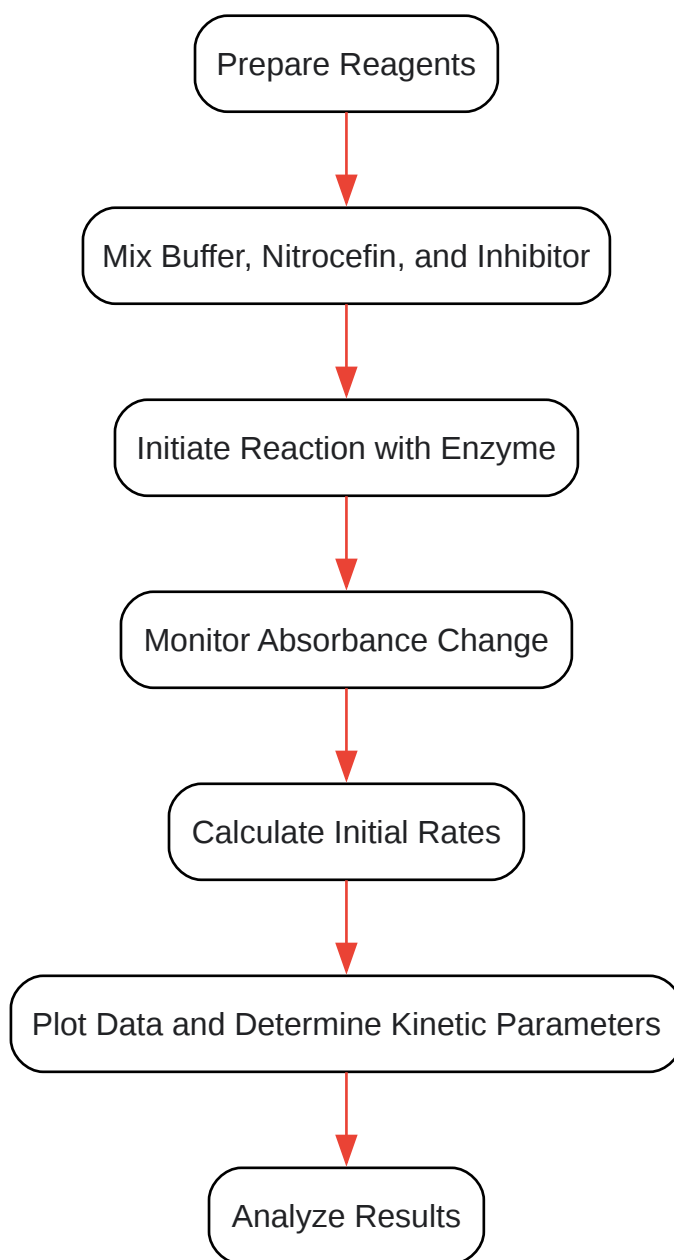 Prepare Reagents
Mix Buffer, Nitrocefin, and Inhibitor
Initiate Reaction with Enzyme
Monitor Absorbance Change
Calculate Initial Rates
Plot Data and Determine Kinetic Parameters
Analyze Results